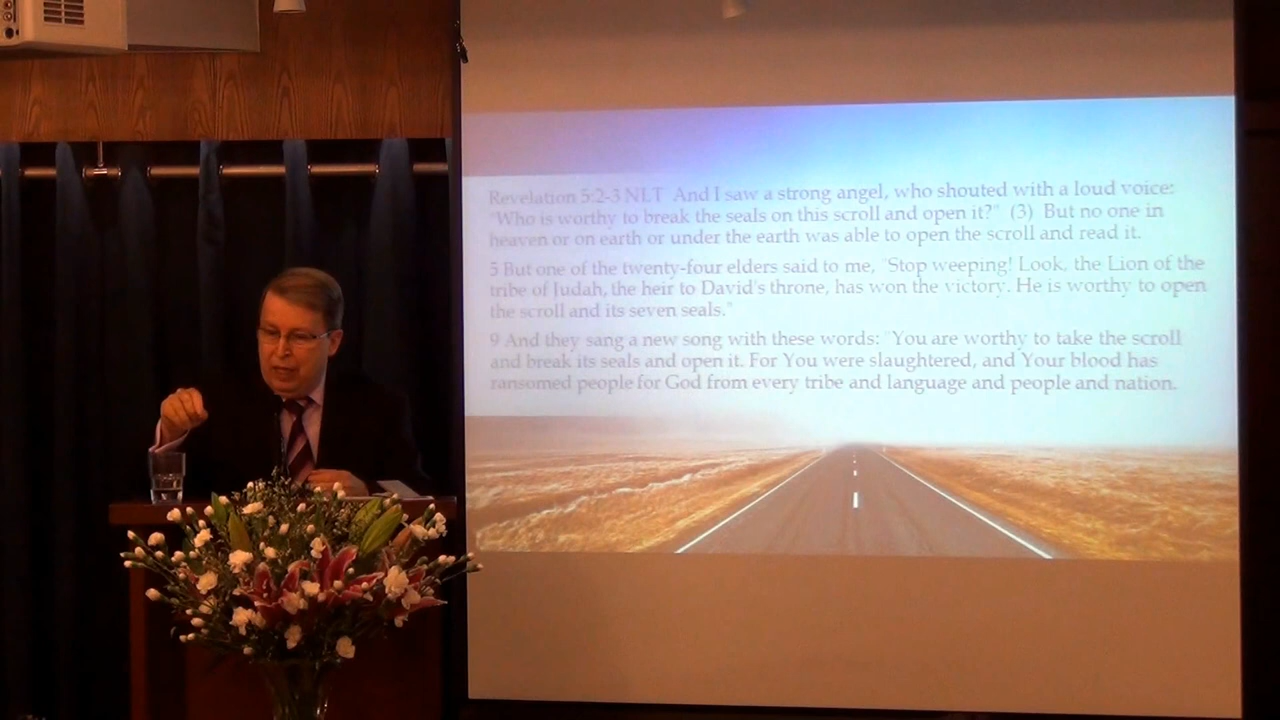 Revelation 5:2-3 NLT And I saw a strong angel, who shouted with a loud voice:
"Who is worthy to break the seals on this scroll and open it?" (3) But no one in
heaven or on earth or under the earth was able to open the scroll and read it.
5 But one of the twenty-four elders said to me, "Stop weeping! Look, the Lion of the
tribe of Judah, the heir to David's throne, has won the victory. He is worthy to open
the scroll and its seven seals."
9 And they sang a new song with these words: "You are worthy to take the scroll
and break its seals and open it. For You were slaughtered, and Your blood has
ransomed people for God from every tribe and language and people and nation.